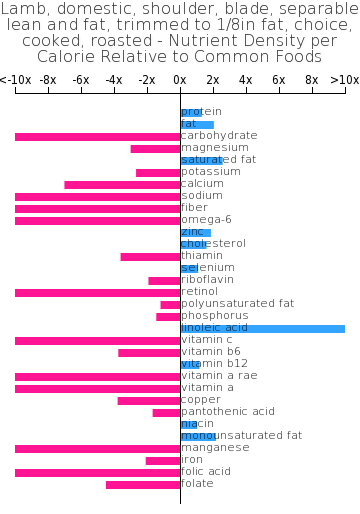 Lamb, domestic, shoulder, blade, separable
lean and fat, trimmed to 1/8in fat, choice,
cooked, roasted - Nutrient Density per
Calorie Relative to Common Foods
<-10x -8x -6x -4x -2x 0x 2x 4x 6x 8x >10x
protein
fat
carbohydrate
magnesium
saturated fat
potassium
calcium
sodium
fiber
omega-6
zinc
cholesterol
thiamin
selenium
riboflavin
retinol
polyunsaturated fat
phosphorus
linoleic acid
vitamin c
vitamin b6
vitamin b12
vitamin a rae
vitamin a
copper
pantothenic acid
niacin
monounsaturated fat
manganese
iron
folic acid
folate